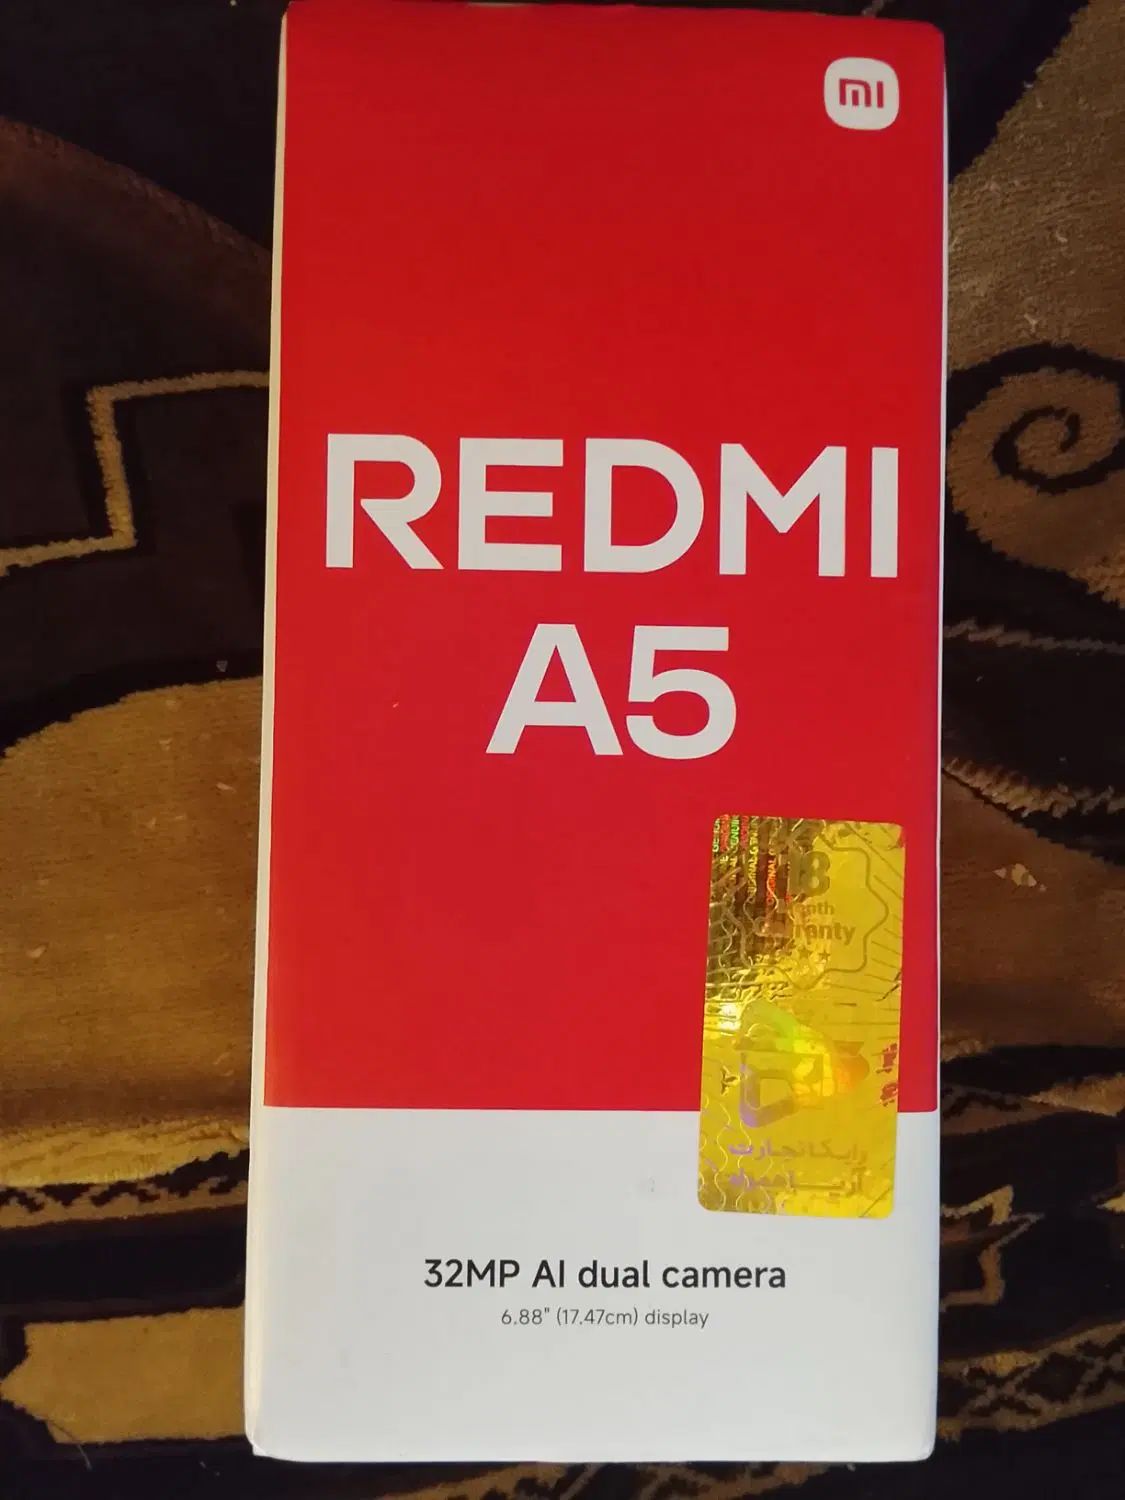 mi
REDMI
A5
18
Month
Warranty
رایکا تجارت
آریا همراه
32MP AI dual camera
6.88" (17.47cm) display